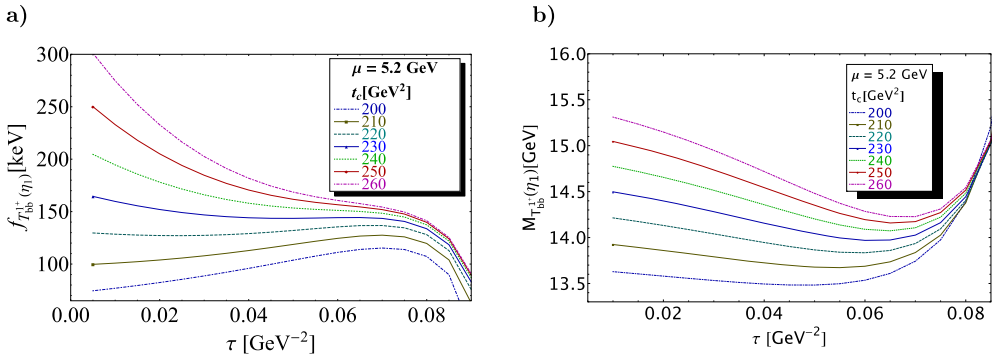 a)
f_{T_{bb}^{1+}(η_1)}[keV]
300
250
200
150
100
0.00 0.02 0.04 0.06 0.08
τ [GeV⁻²]
μ = 5.2 GeV
t_c[GeV²]
200
210
220
230
240
250
260
b)
M_{T_{bb}^{1+}(η_1)}[GeV]
16.0
15.5
15.0
14.5
14.0
13.5
0.02 0.04 0.06 0.08
τ [GeV⁻²]
μ = 5.2 GeV
t_c[GeV²]
200
210
220
230
240
250
260